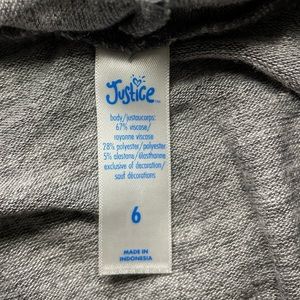 Justice
body/justaucorps:
67% viscose/
rayonne viscose
28% polyester/polyester
5% elastane/élasthanne
exclusive of decoration/
sauf décorations
6
MADE IN
INDONESIA